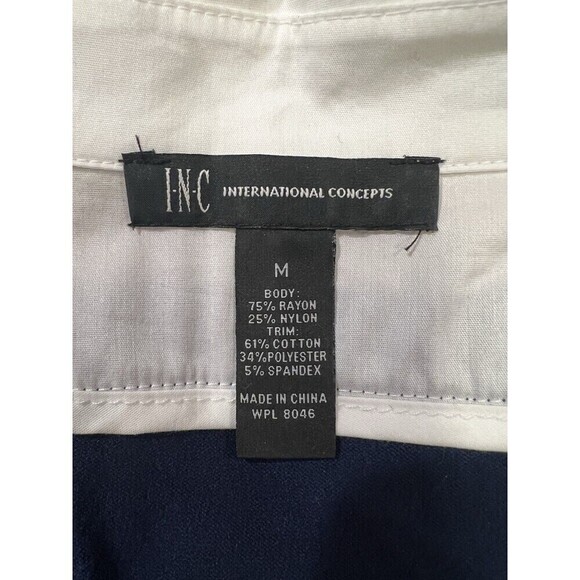 I·N·C INTERNATIONAL CONCEPTS
M
BODY:
75% RAYON
25% NYLON
TRIM:
61% COTTON
34%POLYESTER
5% SPANDEX
MADE IN CHINA
WPL 8046